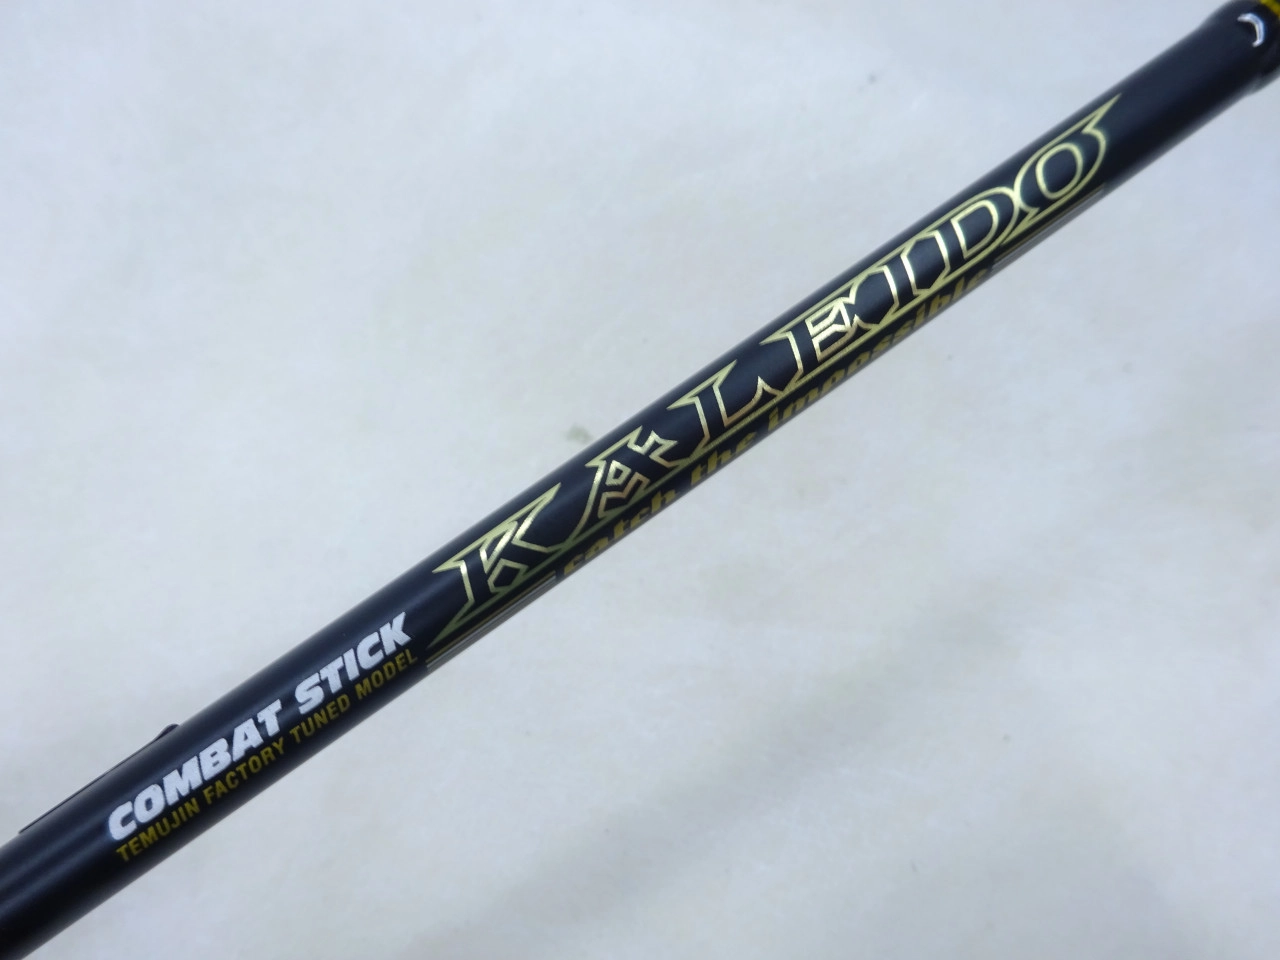 KALEIDO
catch the impossible
COMBAT STICK
TEMUJIN FACTORY TUNED MODEL